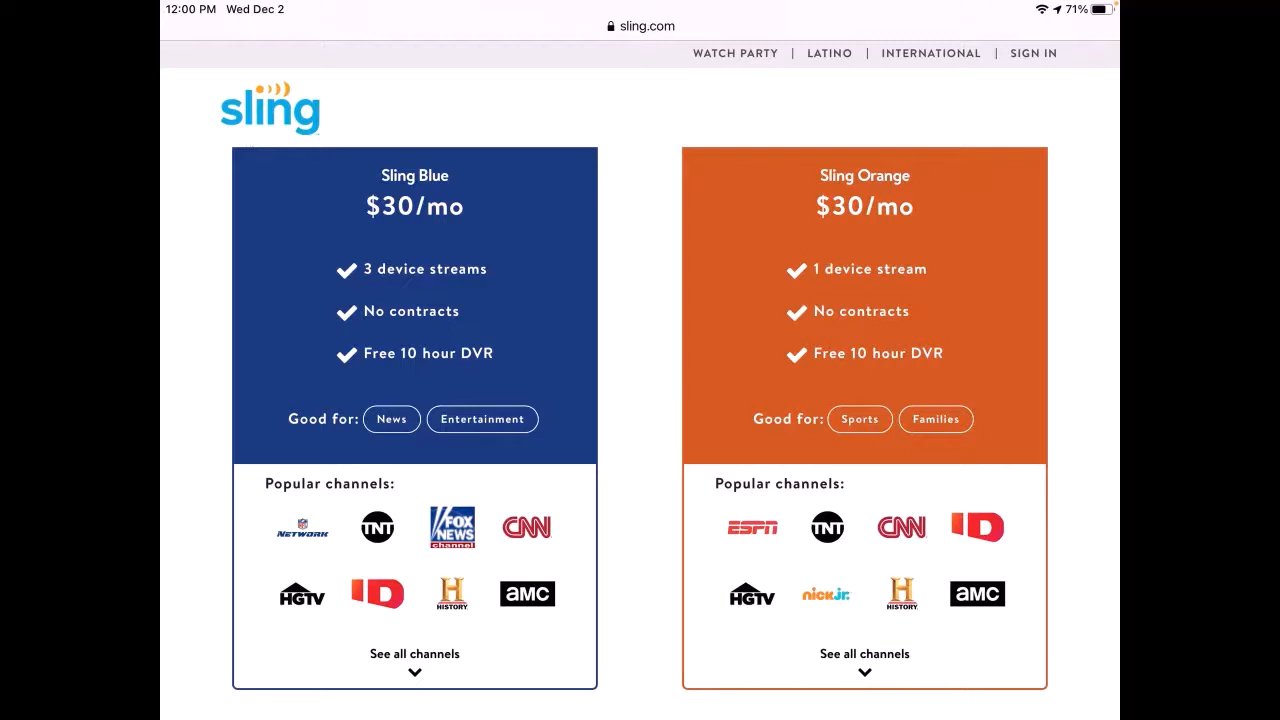 12:00 PM Wed Dec 2
71%
sling.com
WATCH PARTY | LATINO | INTERNATIONAL | SIGN IN
sling
Sling Blue
$30/mo
3 device streams
No contracts
Free 10 hour DVR
Good for: News Entertainment
Popular channels:
NFL NETWORK TNT FOX NEWS channel CNN
HGTV ID H HISTORY aMC
See all channels
Sling Orange
$30/mo
1 device stream
No contracts
Free 10 hour DVR
Good for: Sports Families
Popular channels:
ESPN TNT CNN ID
HGTV nick jr. H HISTORY aMC
See all channels